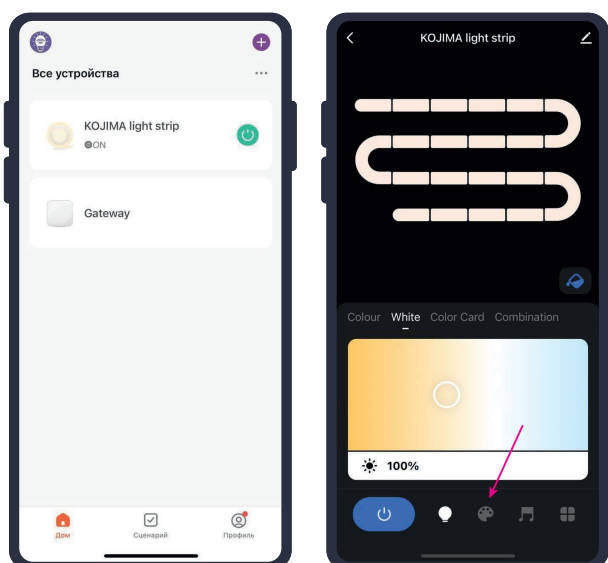 Все устройства
KOJIMA light strip
ON
Gateway
Дом
Сценарий
Профиль
KOJIMA light strip
Colour White Color Card Combination
100%